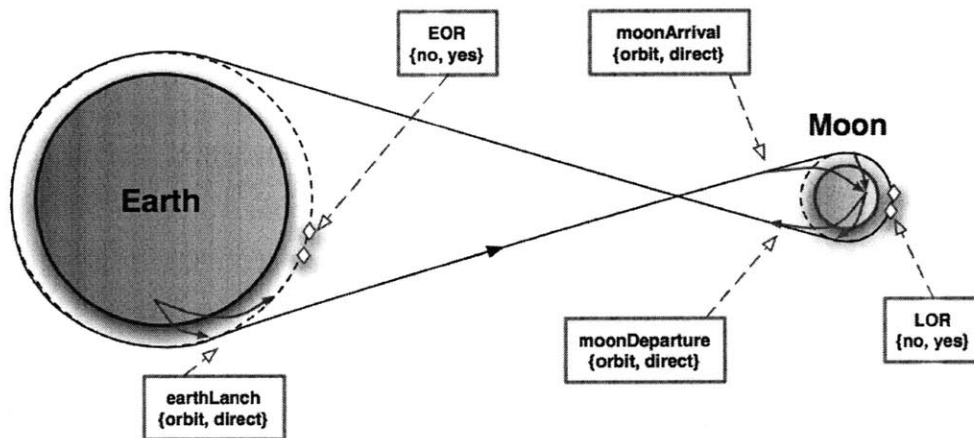 EOR
{no, yes}
moonArrival
{orbit, direct}
Moon
Earth
moonDeparture
{orbit, direct}
LOR
{no, yes}
earthLanch
{orbit, direct}